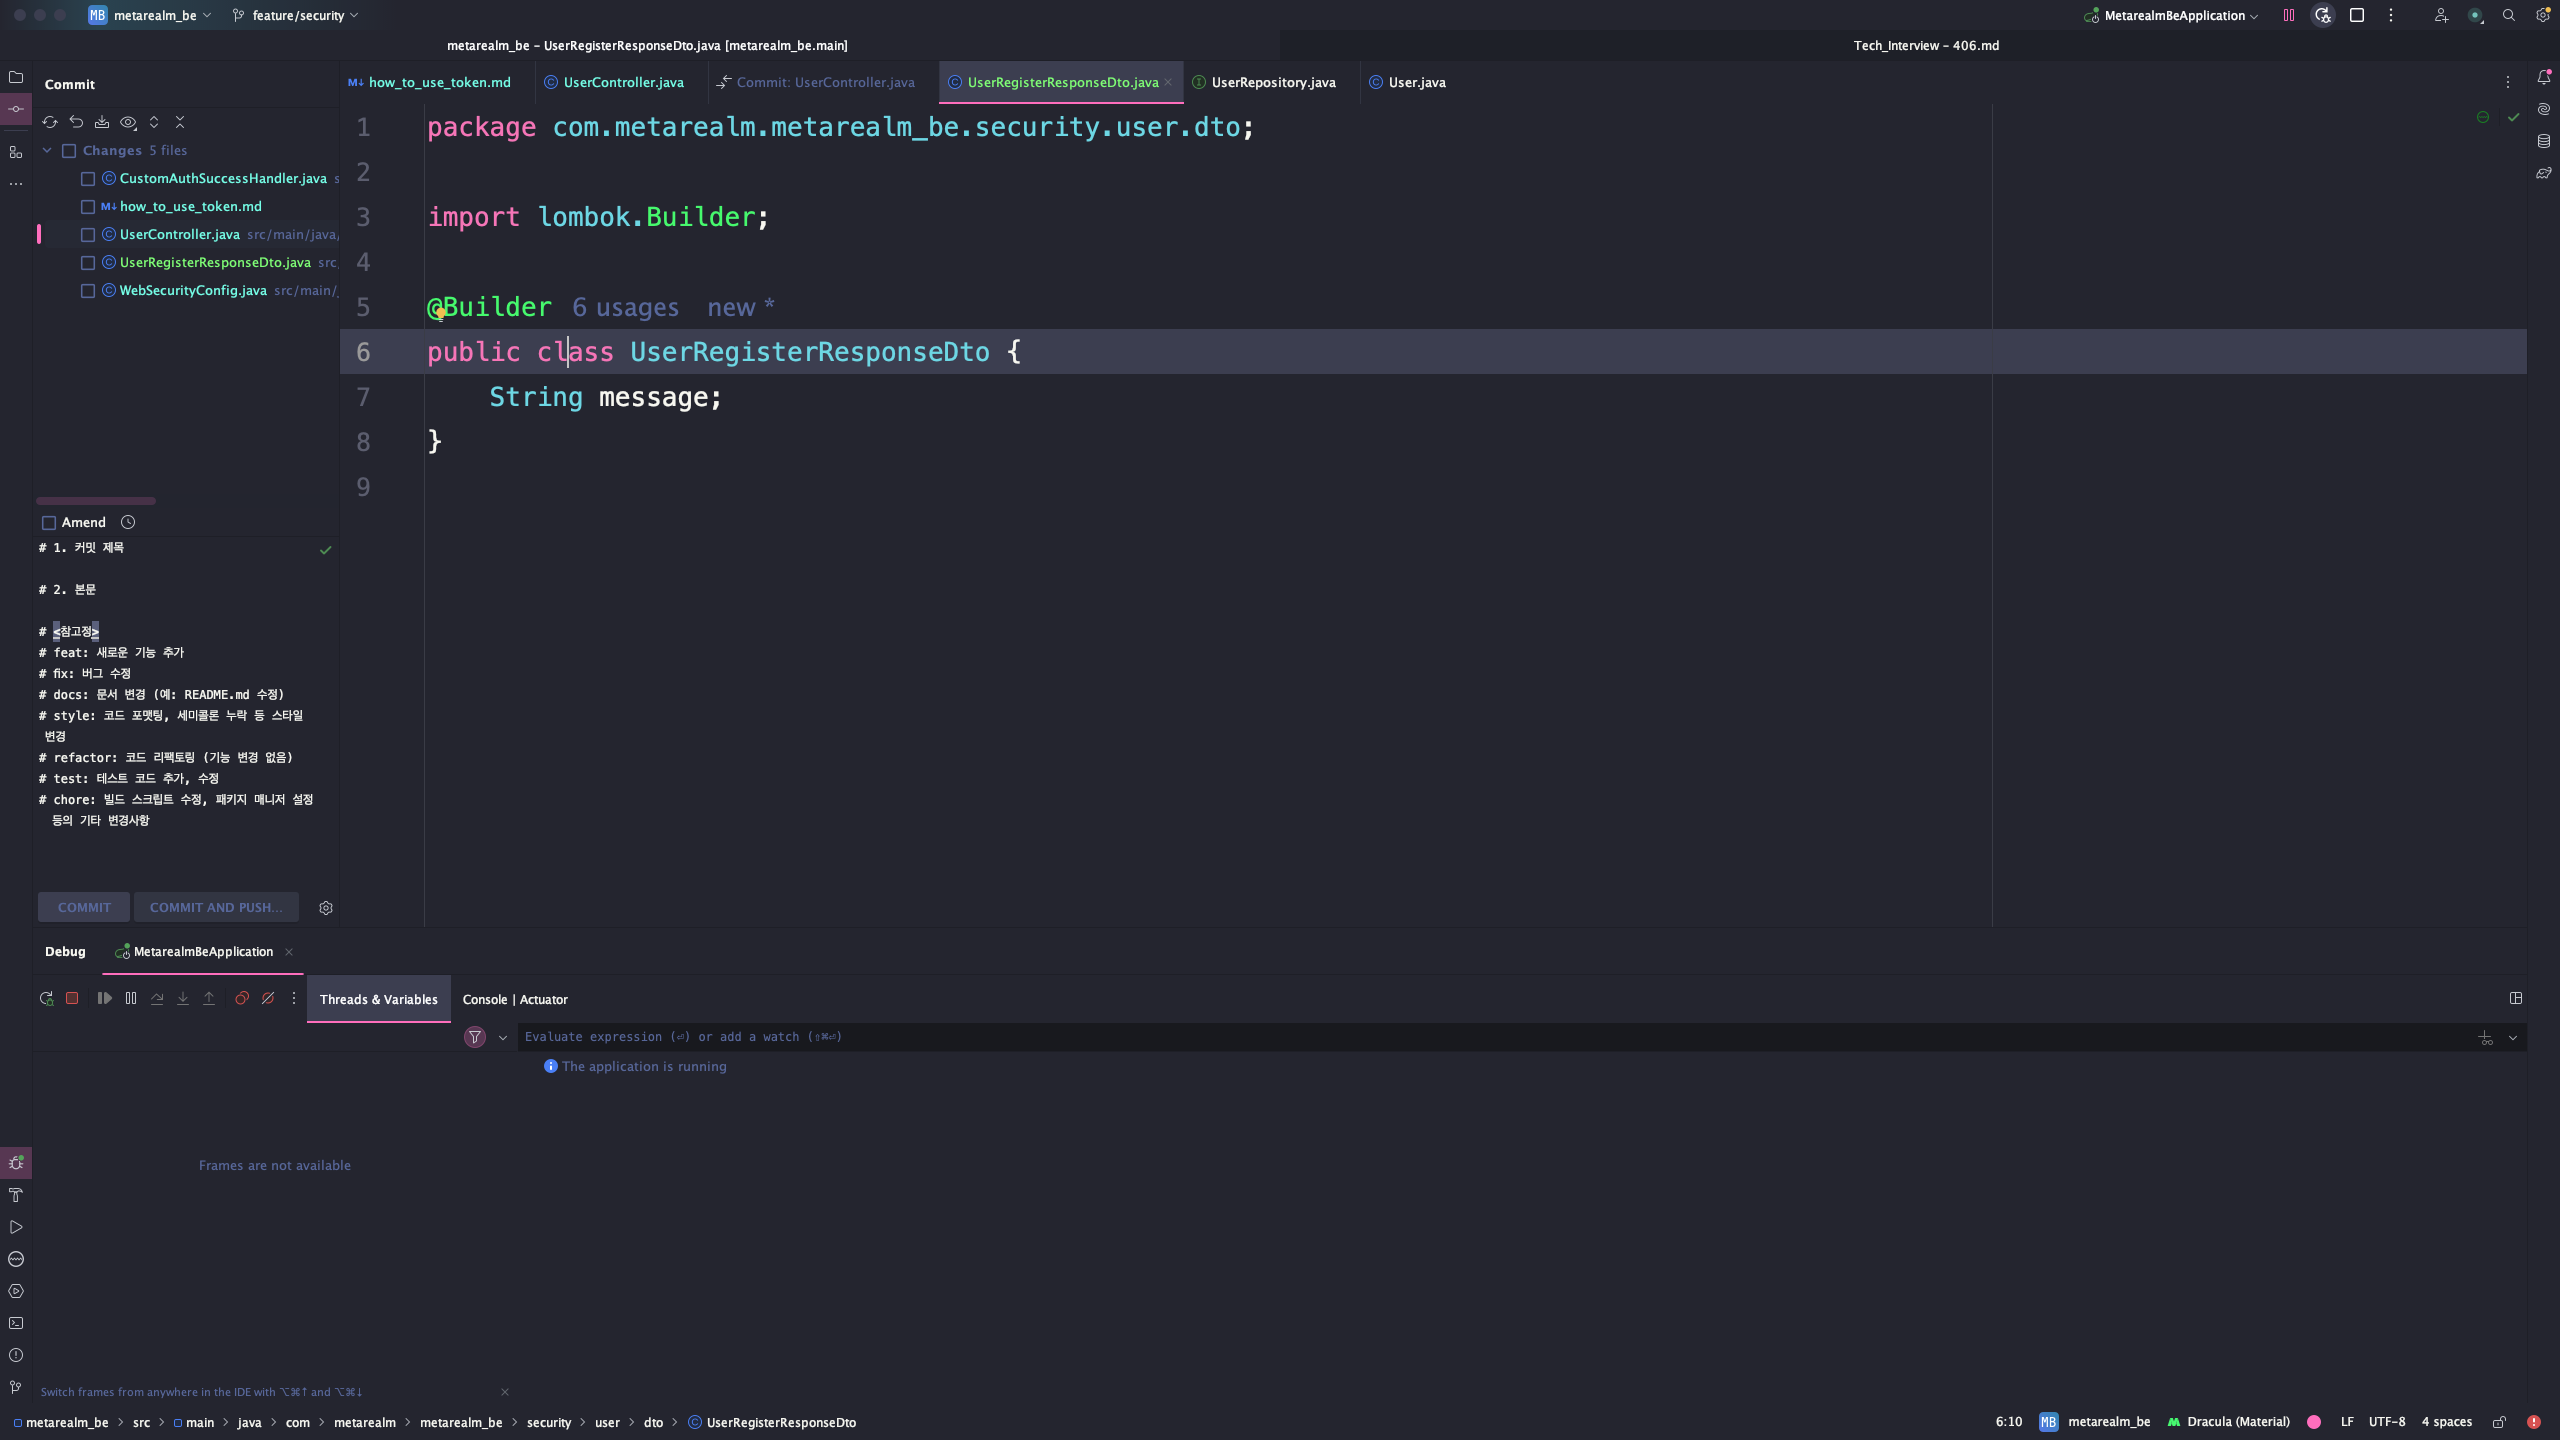 MB metarealm_be feature/security MetarealmBeApplication
metarealm_be – UserRegisterResponseDto.java [metarealm_be.main] Tech_Interview – 406.md
Commit
how_to_use_token.md UserController.java Commit: UserController.java UserRegisterResponseDto.java UserRepository.java User.java
Changes 5 files
CustomAuthSuccessHandler.java s
how_to_use_token.md
UserController.java src/main/java/
UserRegisterResponseDto.java src/
WebSecurityConfig.java src/main/j
1 package com.metarealm.metarealm_be.security.user.dto;
2
3 import lombok.Builder;
4
5 @Builder 6 usages new *
6 public class UserRegisterResponseDto {
7 String message;
8 }
9
Amend
# 1. 커밋 제목
# 2. 본문
# <참고정>
# feat: 새로운 기능 추가
# fix: 버그 수정
# docs: 문서 변경 (예: README.md 수정)
# style: 코드 포맷팅, 세미콜론 누락 등 스타일
변경
# refactor: 코드 리팩토링 (기능 변경 없음)
# test: 테스트 코드 추가, 수정
# chore: 빌드 스크립트 수정, 패키지 매니저 설정
등의 기타 변경사항
COMMIT COMMIT AND PUSH...
Debug MetarealmBeApplication
Threads & Variables Console | Actuator
Evaluate expression (⏎) or add a watch (⇧⌘⏎)
The application is running
Frames are not available
Switch frames from anywhere in the IDE with ⌥⌘↑ and ⌥⌘↓
metarealm_be > src > main > java > com > metarealm > metarealm_be > security > user > dto > UserRegisterResponseDto 6:10 MB metarealm_be Dracula (Material) LF UTF-8 4 spaces